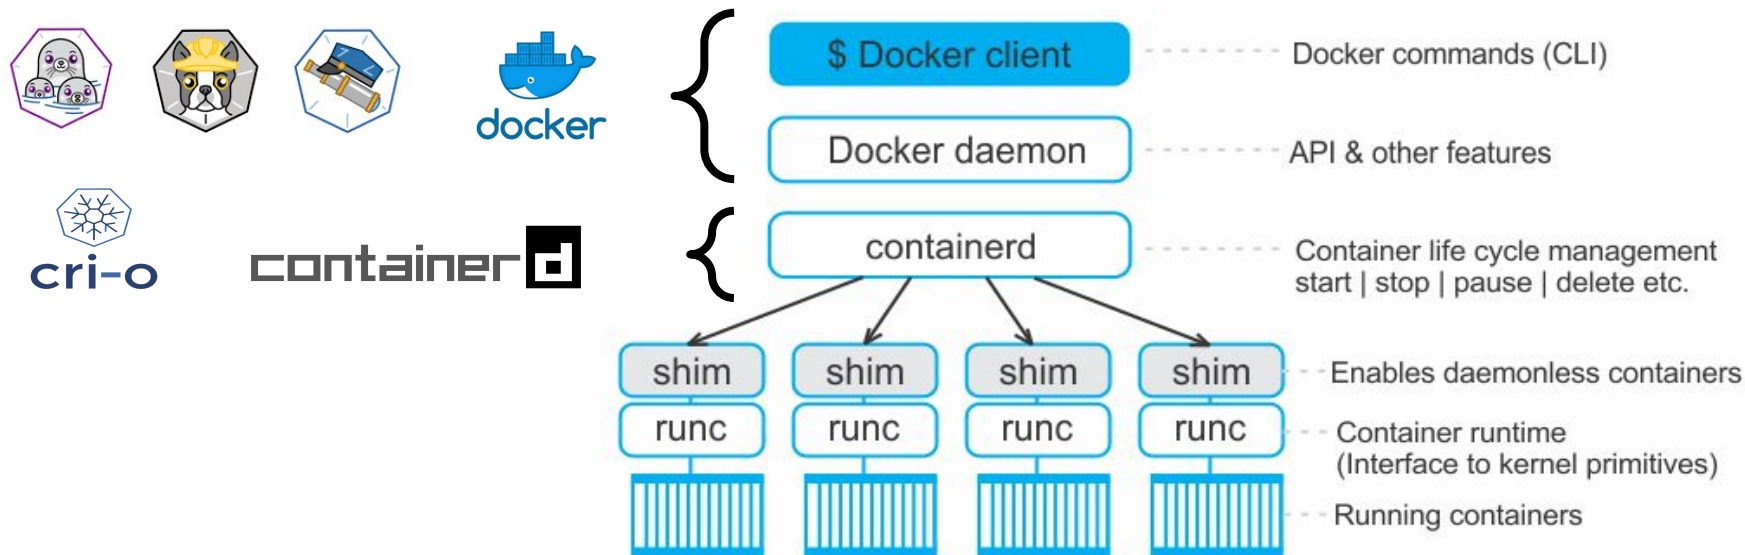 $ Docker client
Docker commands (CLI)
docker
Docker daemon
API & other features
cri-o
containerd
containerd
Container life cycle management
start | stop | pause | delete etc.
shim
shim
shim
shim
Enables daemonless containers
runc
runc
runc
runc
Container runtime
(Interface to kernel primitives)
Running containers